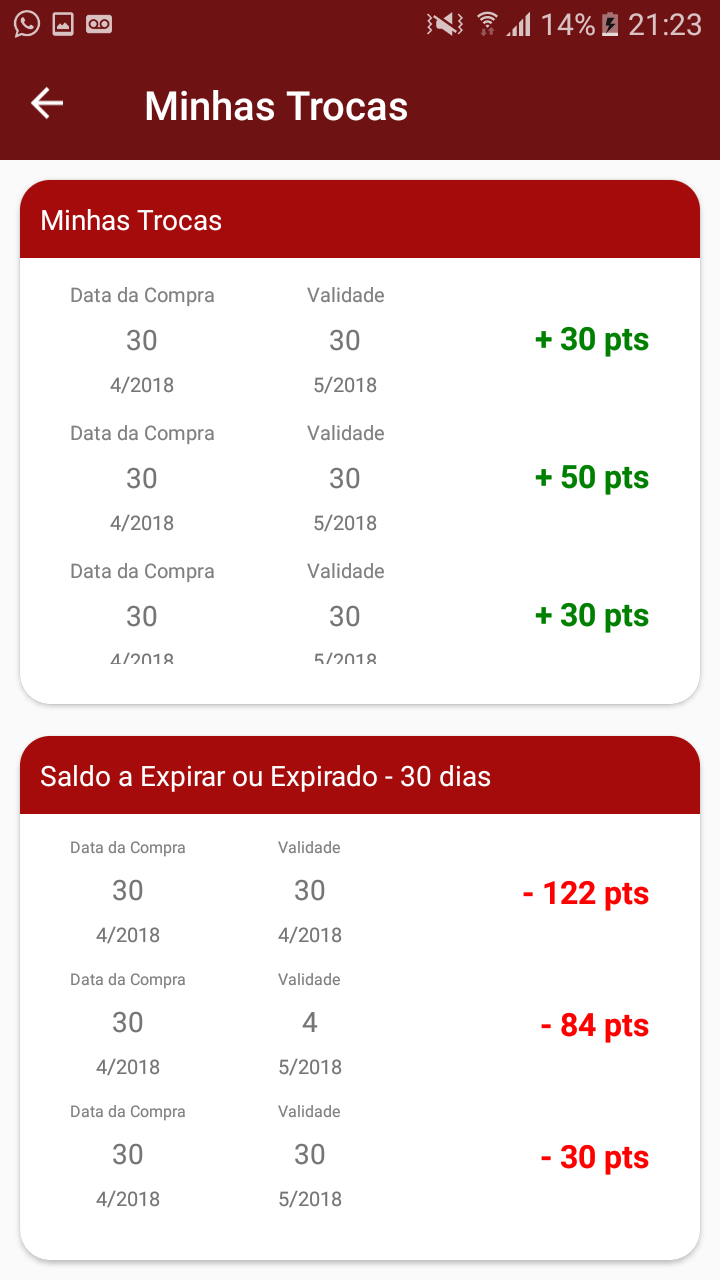 14% 21:23
Minhas Trocas
Minhas Trocas
Data da Compra Validade
30 30 + 30 pts
4/2018 5/2018
Data da Compra Validade
30 30 + 50 pts
4/2018 5/2018
Data da Compra Validade
30 30 + 30 pts
4/2018 5/2018
Saldo a Expirar ou Expirado - 30 dias
Data da Compra Validade
30 30 - 122 pts
4/2018 4/2018
Data da Compra Validade
30 4 - 84 pts
4/2018 5/2018
Data da Compra Validade
30 30 - 30 pts
4/2018 5/2018